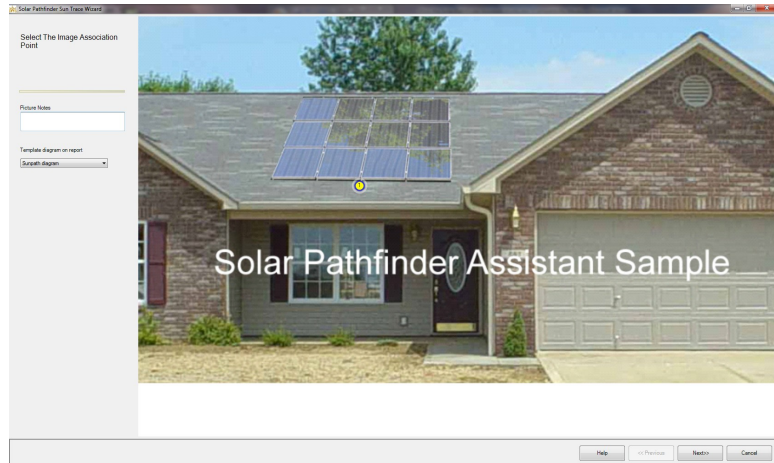 Solar Pathfinder Sun Trace Wizard
Select The Image Association
Point
Picture Notes
Template diagram on report
Sunpath diagram
Solar Pathfinder Assistant Sample
Help
<< Previous
Next>>
Cancel